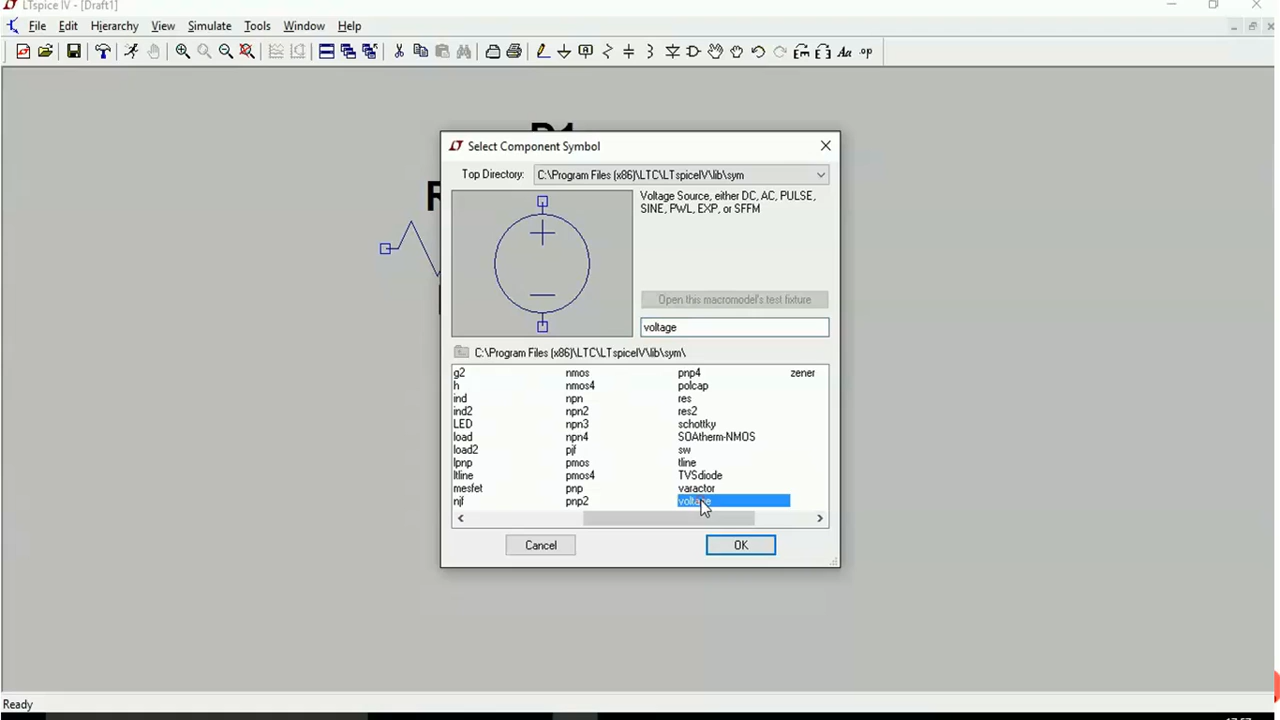 LTspice IV - [Draft1]
File Edit Hierarchy View Simulate Tools Window Help
Aa .op
Select Component Symbol
Top Directory: C:\Program Files (x86)\LTC\LTspiceIV\lib\sym
Voltage Source, either DC, AC, PULSE,
SINE, PWL, EXP, or SFFM
Open this macromodel's test fixture
voltage
C:\Program Files (x86)\LTC\LTspiceIV\lib\sym\
g2 nmos pnp4 zener
h nmos4 polcap
ind npn res
ind2 npn2 res2
LED npn3 schottky
load npn4 SOAtherm-NMOS
load2 pjf sw
lpnp pmos tline
ltline pmos4 TVSdiode
mesfet pnp varactor
njf pnp2 voltage
Cancel OK
Ready